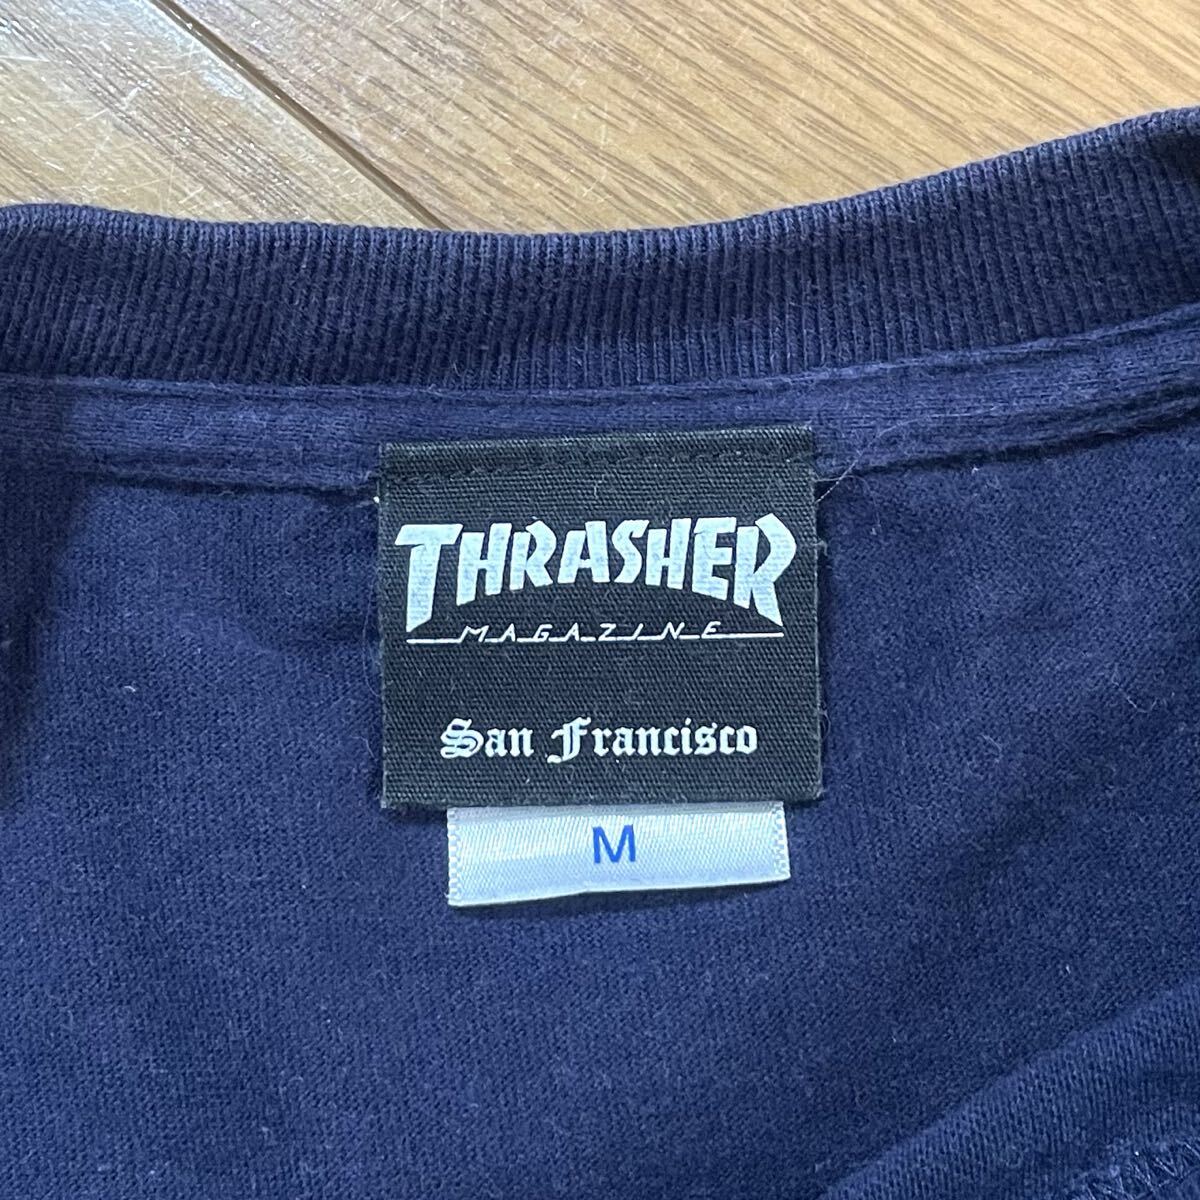 THRASHER
MAGAZINE
San Francisco
M